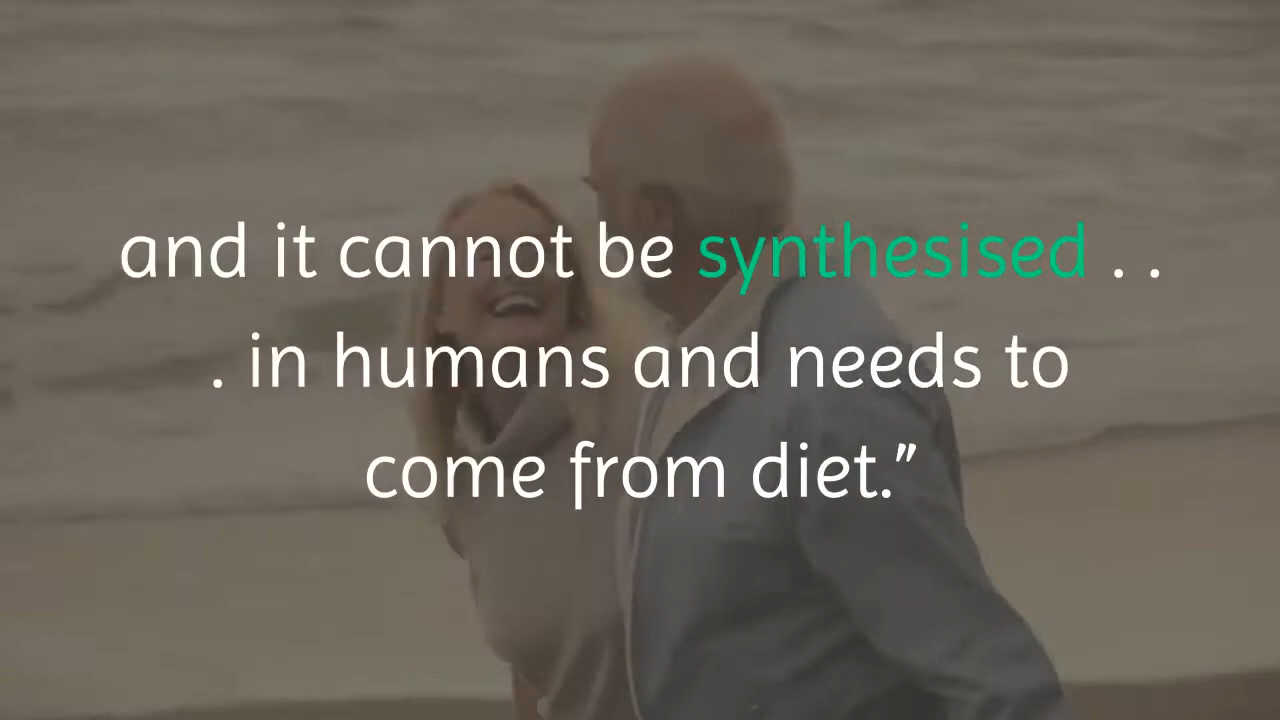 and it cannot be synthesised . .
. in humans and needs to
come from diet.”